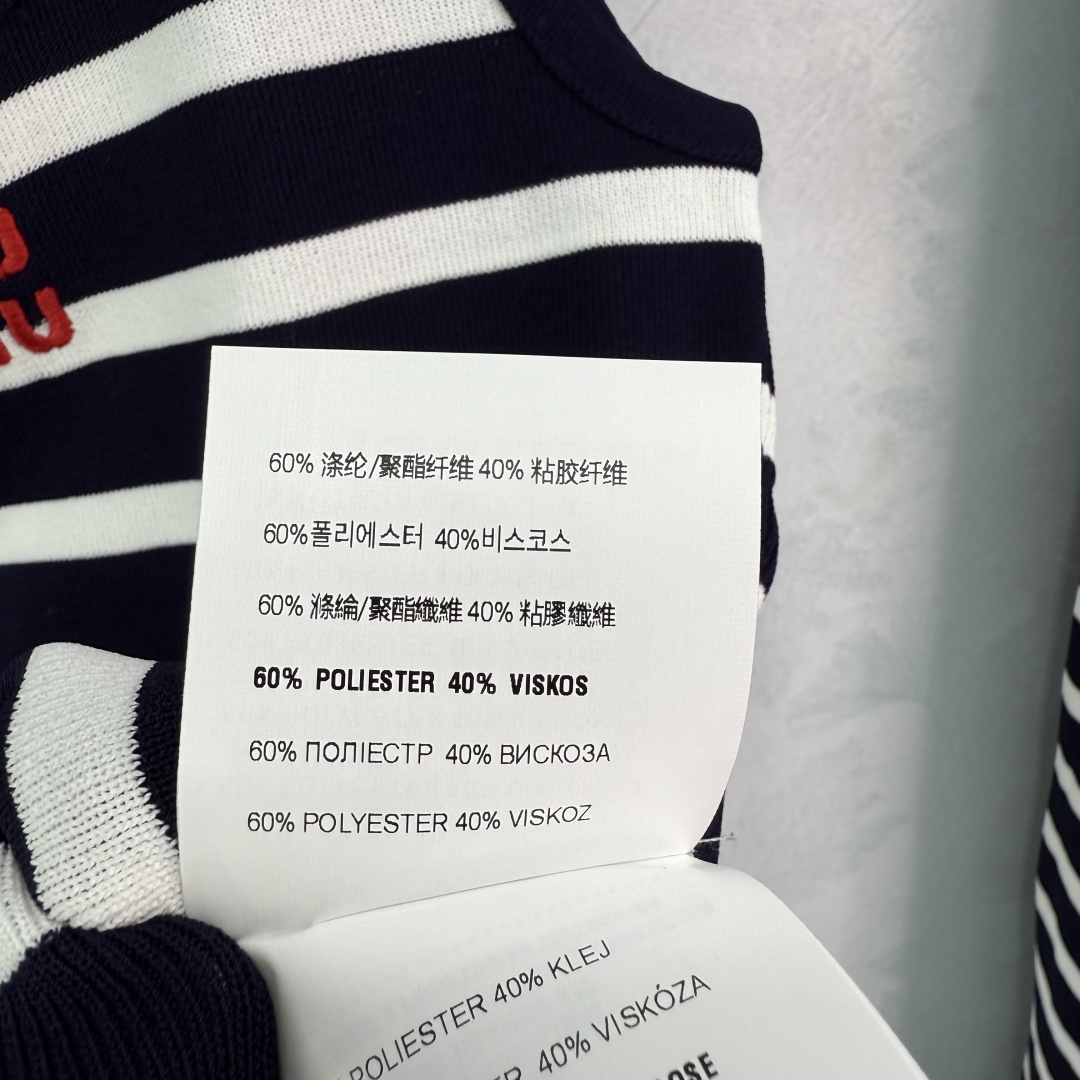 60% 涤纶/聚酯纤维 40% 粘胶纤维
60%폴리에스터 40%비스코스
60% 滌綸/聚酯纖維 40% 粘膠纖維
60% POLIESTER 40% VISKOS
60% ПОЛІЕСТР 40% ВИСКОЗА
60% POLYESTER 40% VISKOZ
POLIESTER 40% KLEJ
40% VISKÓZA